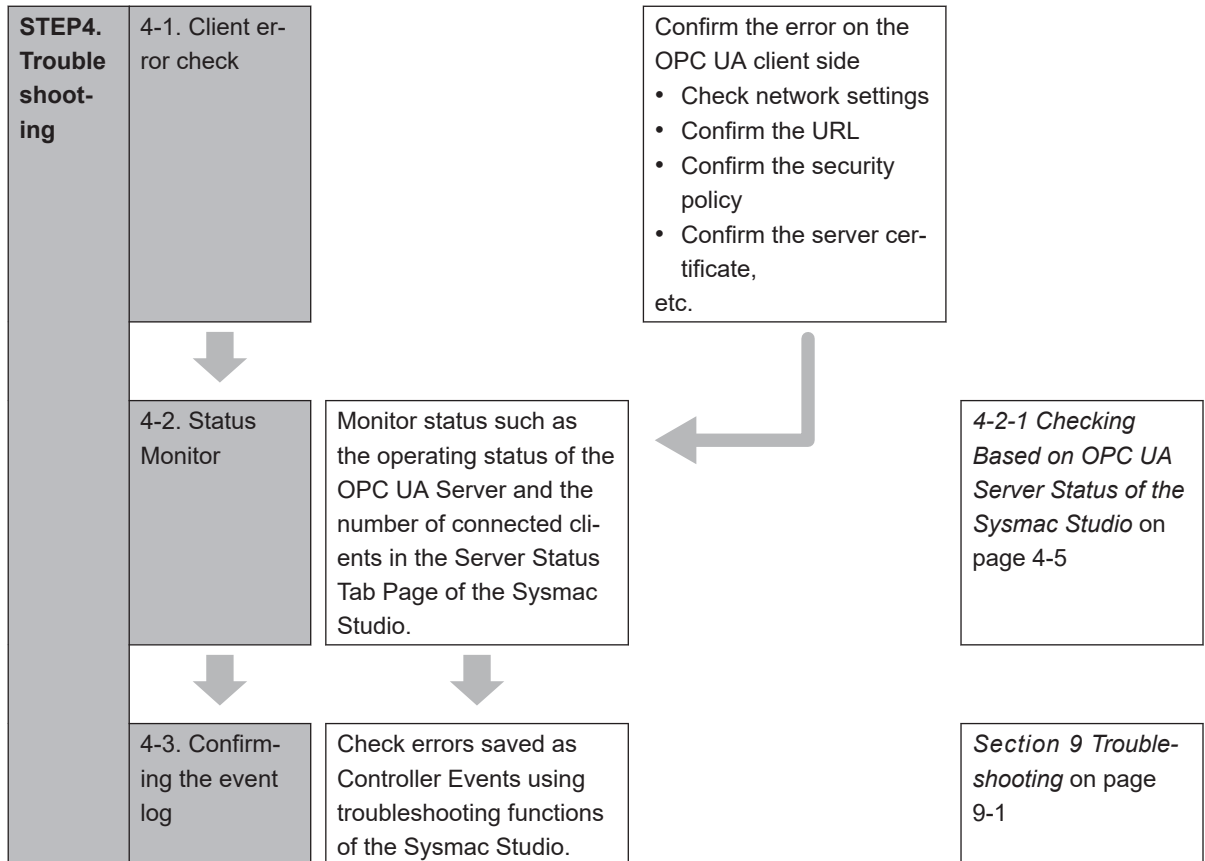 STEP4.
Trouble
shoot-
ing
4-1. Client er-
ror check
Confirm the error on the
OPC UA client side
• Check network settings
• Confirm the URL
• Confirm the security
policy
• Confirm the server cer-
tificate,
etc.
4-2. Status
Monitor
Monitor status such as
the operating status of the
OPC UA Server and the
number of connected cli-
ents in the Server Status
Tab Page of the Sysmac
Studio.
4-2-1 Checking
Based on OPC UA
Server Status of the
Sysmac Studio on
page 4-5
4-3. Confirm-
ing the event
log
Check errors saved as
Controller Events using
troubleshooting functions
of the Sysmac Studio.
Section 9 Trouble-
shooting on page
9-1